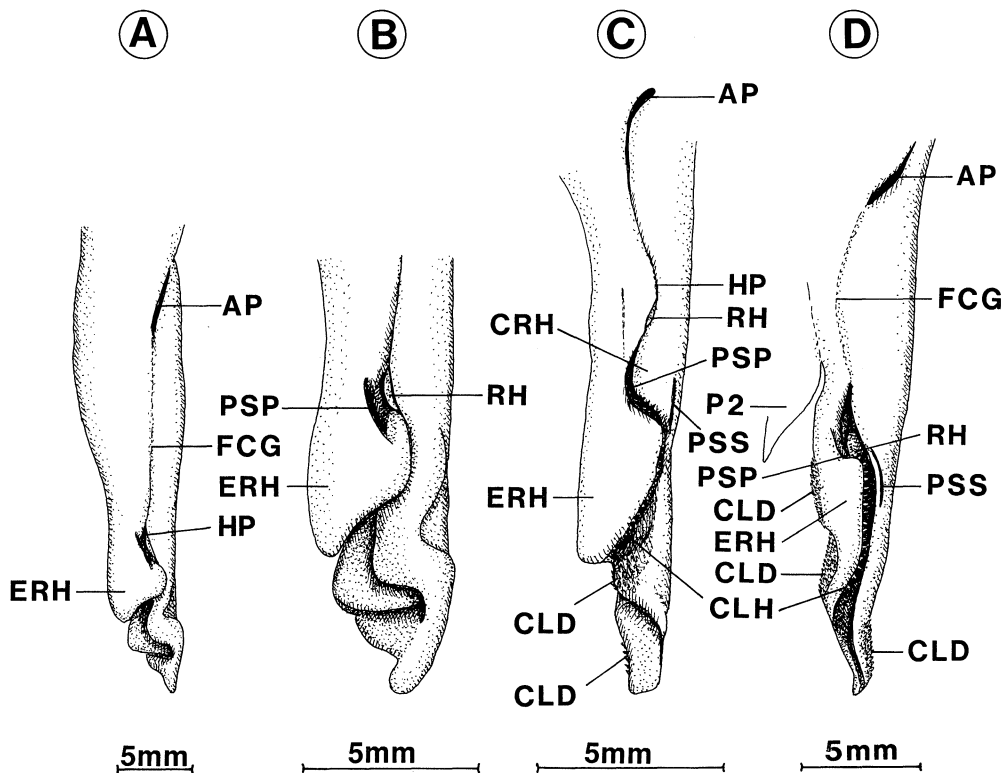 A
B
C
D
AP
FCG
HP
ERH
PSP
ERH
RH
AP
HP
RH
CRH
PSP
PSS
ERH
CLD
CLD
CLH
AP
FCG
P2
RH
PSP
PSS
CLD
ERH
CLD
CLD
5mm
5mm
5mm
5mm